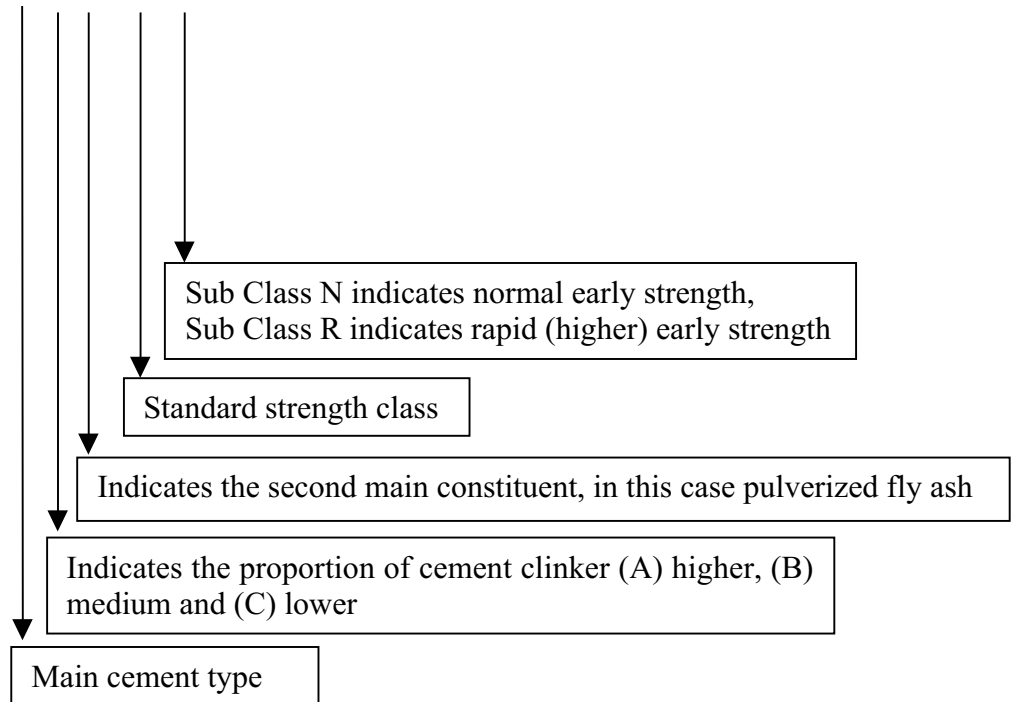 Sub Class N indicates normal early strength,
Sub Class R indicates rapid (higher) early strength
Standard strength class
Indicates the second main constituent, in this case pulverized fly ash
Indicates the proportion of cement clinker (A) higher, (B)
medium and (C) lower
Main cement type